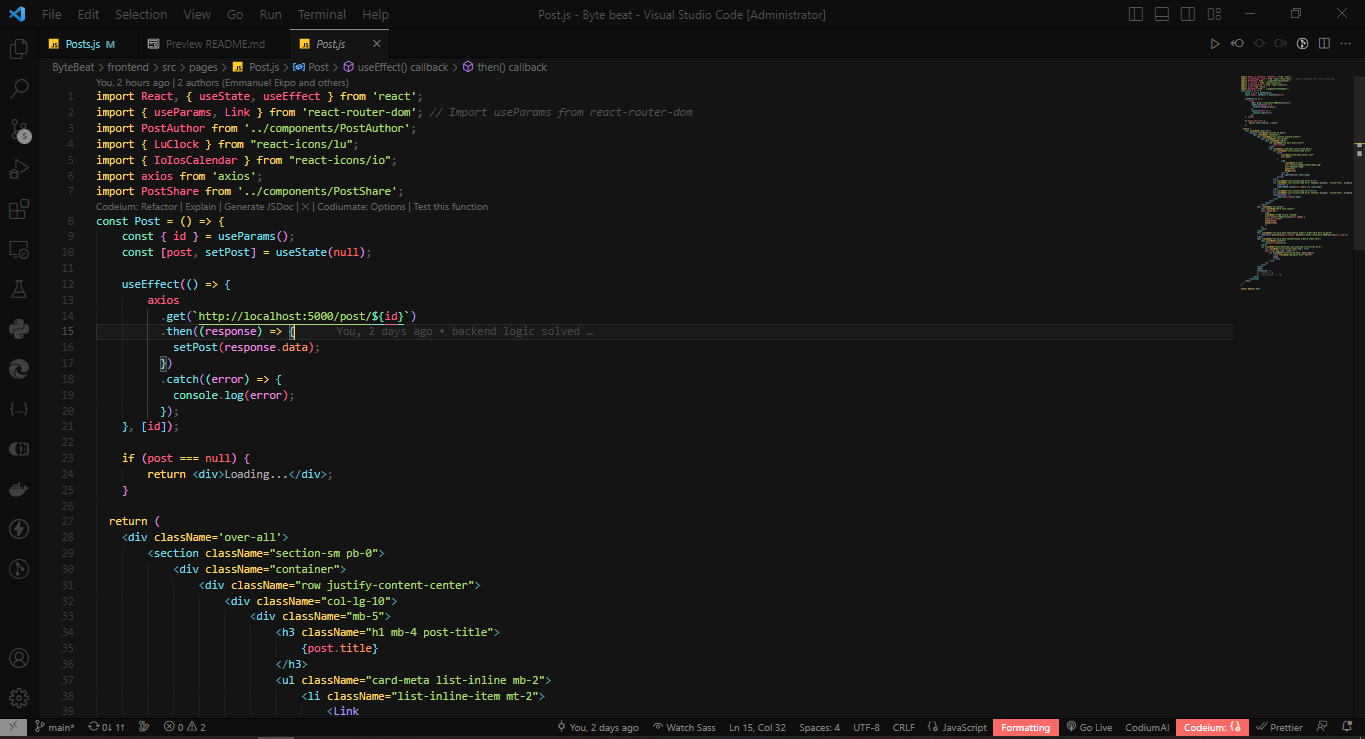 File Edit Selection View Go Run Terminal Help
Post.js - Byte beat - Visual Studio Code [Administrator]
JS Posts.js M
Preview README.md
JS Post.js
ByteBeat > frontend > src > pages > JS Post.js > Post > useEffect() callback > then() callback
You, 2 hours ago | 2 authors (Emmanuel Ekpo and others)
1 import React, { useState, useEffect } from 'react';
2 import { useParams, Link } from 'react-router-dom'; // Import useParams from react-router-dom
3 import PostAuthor from '../components/PostAuthor';
4 import { LuClock } from "react-icons/lu";
5 import { IoIosCalendar } from "react-icons/io";
6 import axios from 'axios';
7 import PostShare from '../components/PostShare';
Codeium: Refactor | Explain | Generate JSDoc | X | Codiumate: Options | Test this function
8 const Post = () => {
9 const { id } = useParams();
10 const [post, setPost] = useState(null);
11
12 useEffect(() => {
13 axios
14 .get(`http://localhost:5000/post/${id}`)
15 .then((response) => { You, 2 days ago • backend logic solved …
16 setPost(response.data);
17 })
18 .catch((error) => {
19 console.log(error);
20 });
21 }, [id]);
22
23 if (post === null) {
24 return <div>Loading...</div>;
25 }
26
27 return (
28 <div className='over-all'>
29 <section className="section-sm pb-0">
30 <div className="container">
31 <div className="row justify-content-center">
32 <div className="col-lg-10">
33 <div className="mb-5">
34 <h3 className="h1 mb-4 post-title">
35 {post.title}
36 </h3>
37 <ul className="card-meta list-inline mb-2">
38 <li className="list-inline-item mt-2">
39 <Link
5
main* 0↓ 1↑ 0 2 You, 2 days ago Watch Sass Ln 15, Col 32 Spaces: 4 UTF-8 CRLF {} JavaScript Formatting Go Live CodiumAI Codeium: {} Prettier